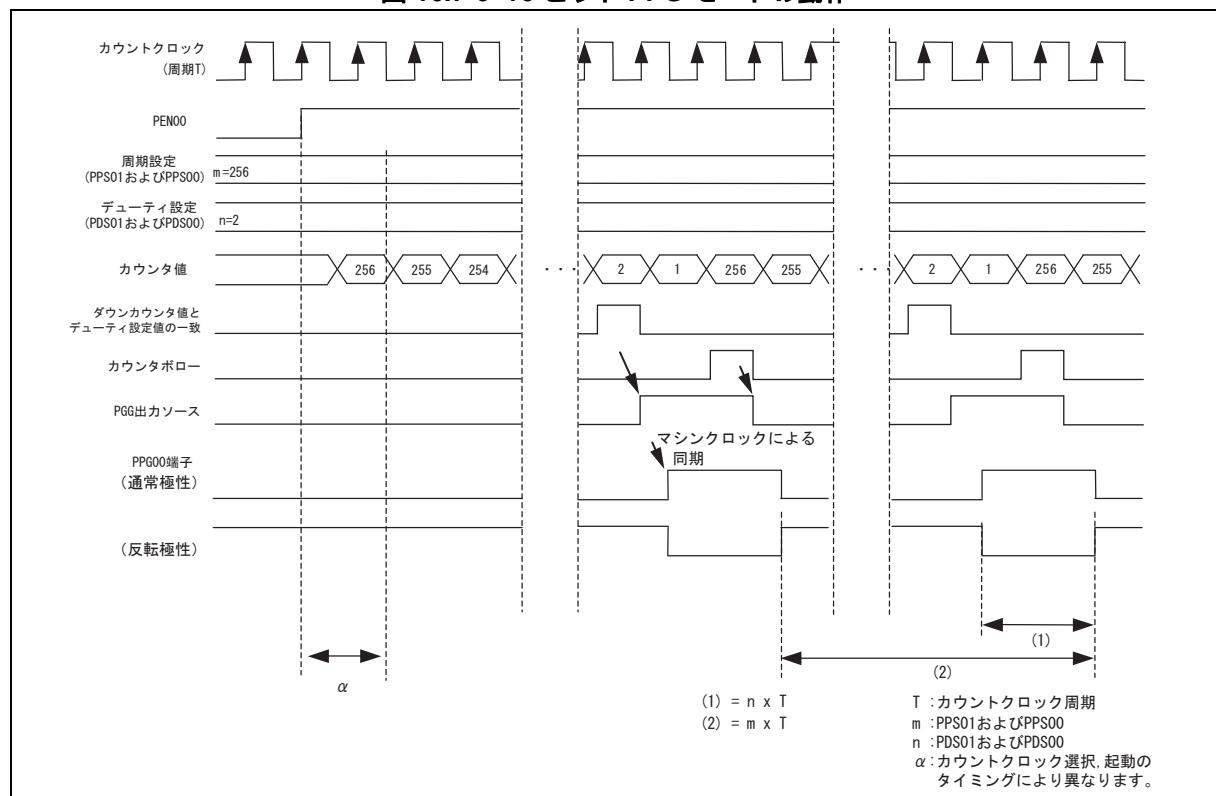 カウントクロック
(周期T)
PEN00
周期設定
(PPS01およびPPS00) m=256
デューティ設定
(PDS01およびPDS00) n=2
カウンタ値 256 255 254 ··· 2 1 256 255 ··· 2 1 256 255
ダウンカウンタ値と
デューティ設定値の一致
カウンタボロー
PGG出力ソース
マシンクロックによる
同期
PPG00端子
(通常極性)
(反転極性)
α
(1)
(2)
(1) = n x T
(2) = m x T
T :カウントクロック周期
m :PPS01およびPPS00
n :PDS01およびPDS00
α:カウントクロック選択,起動の
タイミングにより異なります。